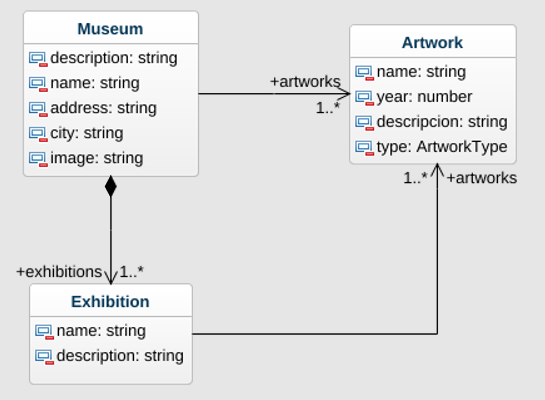 Museum
description: string
name: string
address: string
city: string
image: string
+artworks
1..*
Artwork
name: string
year: number
descripcion: string
type: ArtworkType
1..* +artworks
+exhibitions 1..*
Exhibition
name: string
description: string